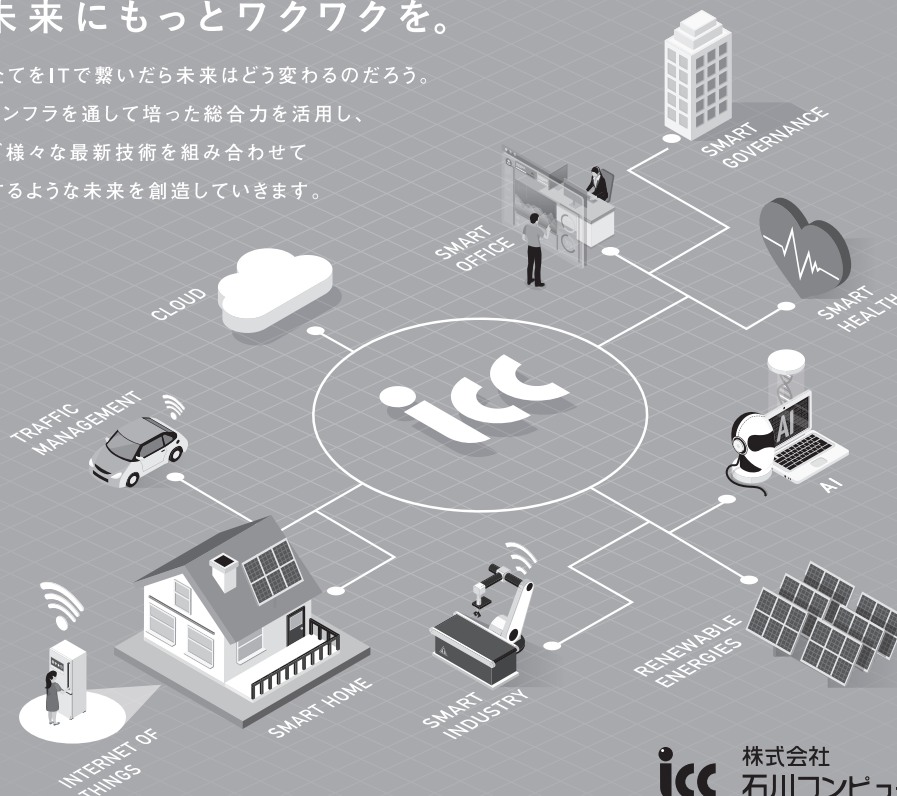 未来にもっとワクワクを。
たてをITで繋いだら未来はどう変わるのだろう。
ンフラを通して培った総合力を活用し、
様々な最新技術を組み合わせて
するような未来を創造していきます。
SMART
GOVERNANCE
SMART
OFFICE
SMART
HEALTH
CLOUD
icc
TRAFFIC
MANAGEMENT
AI
AI
RENEWABLE
ENERGIES
SMART
INDUSTRY
SMART HOME
INTERNET OF
THINGS
icc
株式会社
石川コンピュ